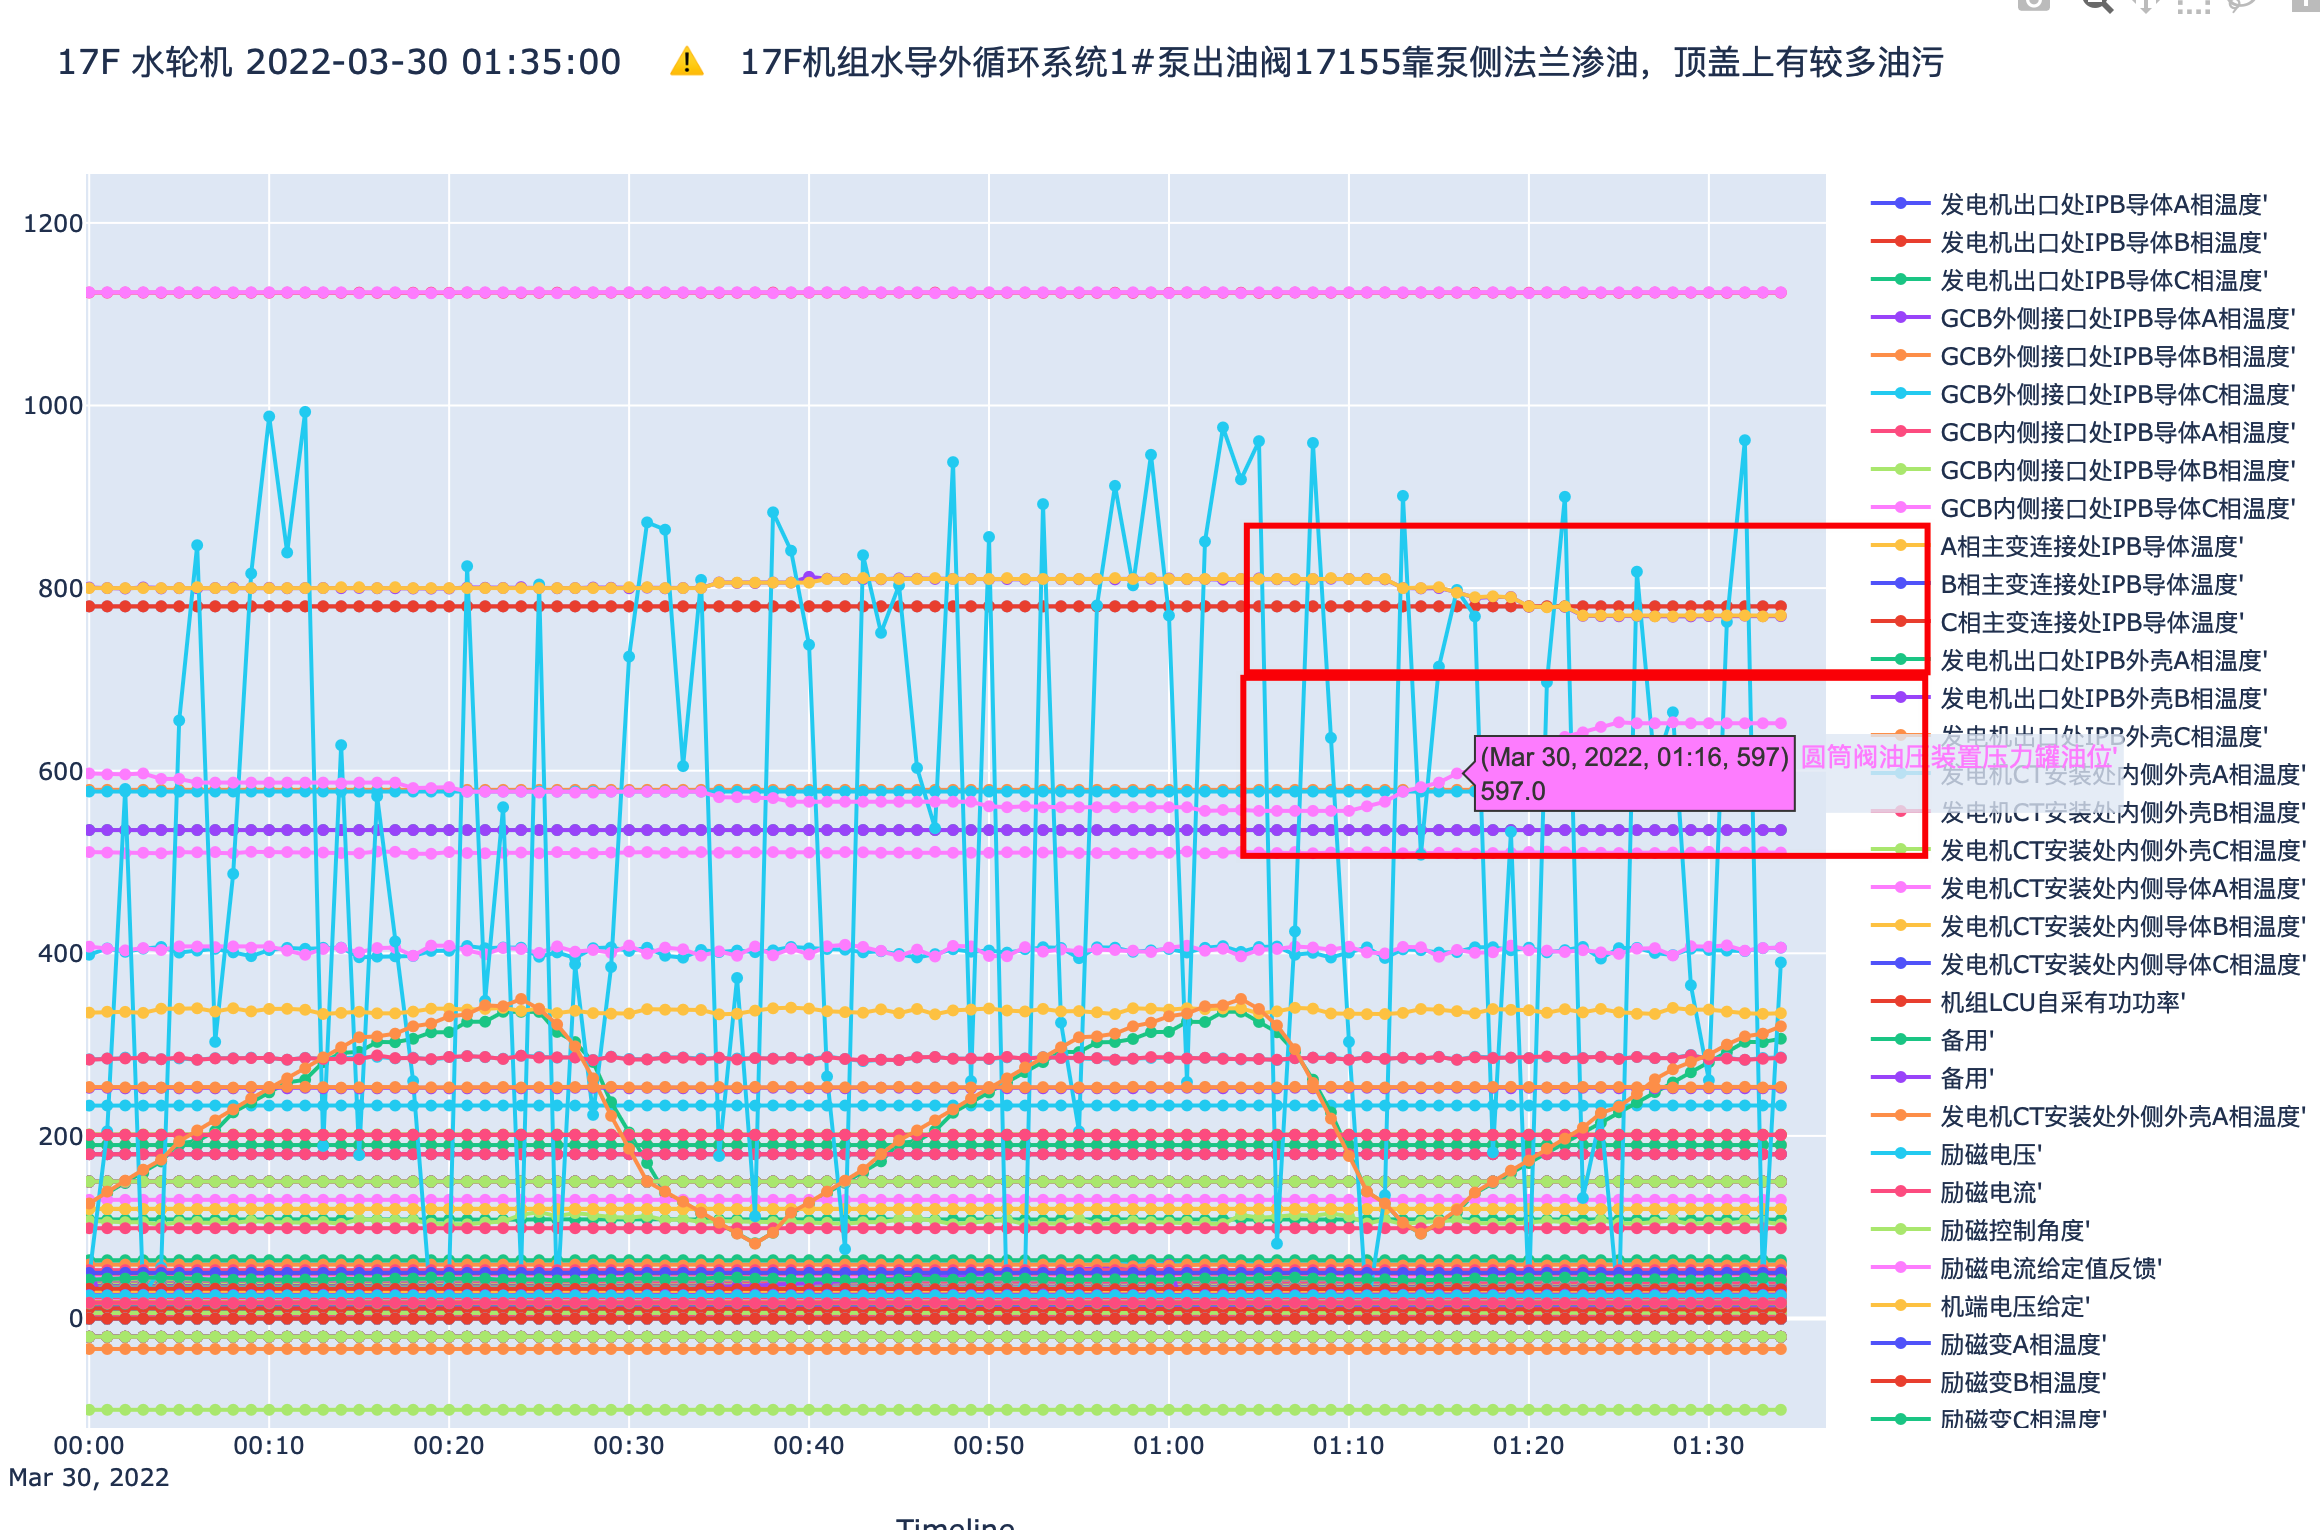 17F 水轮机 2022-03-30 01:35:00 ⚠ 17F机组水导外循环系统1#泵出油阀17155靠泵侧法兰渗油，顶盖上有较多油污
1200
1000
800
600
400
200
0
00:00 00:10 00:20 00:30 00:40 00:50 01:00 01:10 01:20 01:30
Mar 30, 2022
Timeline
(Mar 30, 2022, 01:16, 597) 圆筒阀油压装置压力罐油位'
597.0
发电机出口处IPB导体A相温度'
发电机出口处IPB导体B相温度'
发电机出口处IPB导体C相温度'
GCB外侧接口处IPB导体A相温度'
GCB外侧接口处IPB导体B相温度'
GCB外侧接口处IPB导体C相温度'
GCB内侧接口处IPB导体A相温度'
GCB内侧接口处IPB导体B相温度'
GCB内侧接口处IPB导体C相温度'
A相主变连接处IPB导体温度'
B相主变连接处IPB导体温度'
C相主变连接处IPB导体温度'
发电机出口处IPB外壳A相温度'
发电机出口处IPB外壳B相温度'
发电机出口处IPB外壳C相温度'
发电机CT安装处内侧外壳A相温度'
发电机CT安装处内侧外壳B相温度'
发电机CT安装处内侧外壳C相温度'
发电机CT安装处内侧导体A相温度'
发电机CT安装处内侧导体B相温度'
发电机CT安装处内侧导体C相温度'
机组LCU自采有功功率'
备用'
备用'
发电机CT安装处外侧外壳A相温度'
励磁电压'
励磁电流'
励磁控制角度'
励磁电流给定值反馈'
机端电压给定'
励磁变A相温度'
励磁变B相温度'
励磁变C相温度'